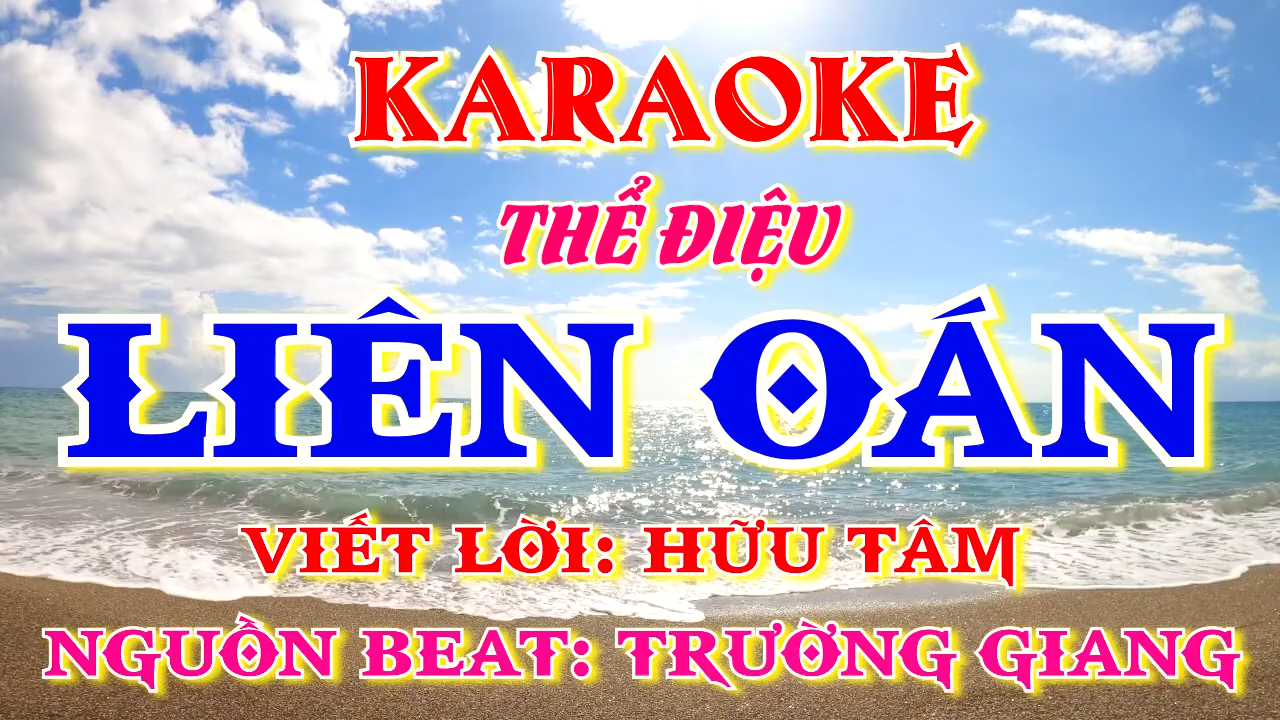 KARAOKE
THỂ ĐIỆU
LIÊN OÁN
VIẾT LỜI: HỮU TÂM
NGUỒN BEAT: TRƯỜNG GIANG